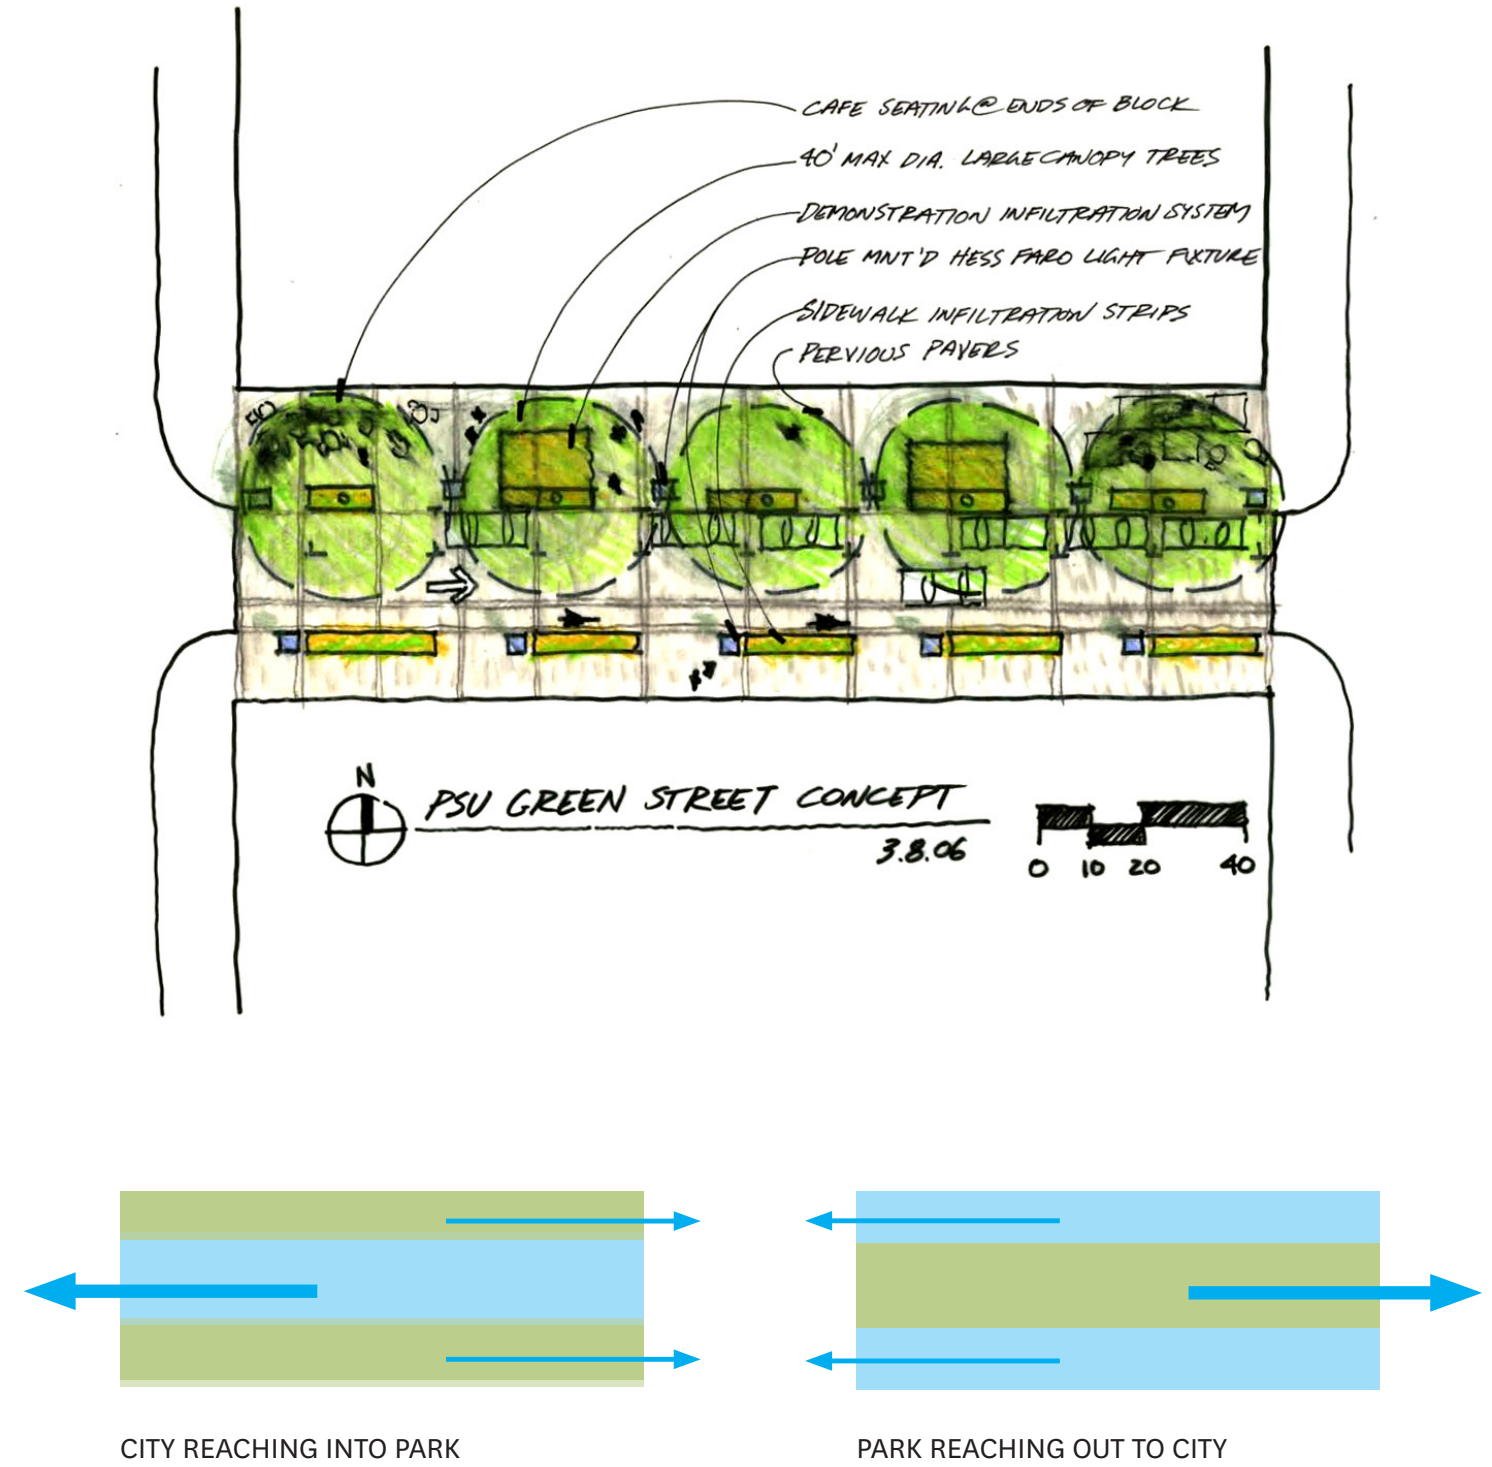 CAFE SEATING @ ENDS OF BLOCK
40' MAX DIA. LARGE CANOPY TREES
DEMONSTRATION INFILTRATION SYSTEM
POLE MNT'D HESS FARO LIGHT FIXTURE
SIDEWALK INFILTRATION STRIPS
PERVIOUS PAVERS
N
PSU GREEN STREET CONCEPT
3.8.06
0 10 20 40
CITY REACHING INTO PARK
PARK REACHING OUT TO CITY